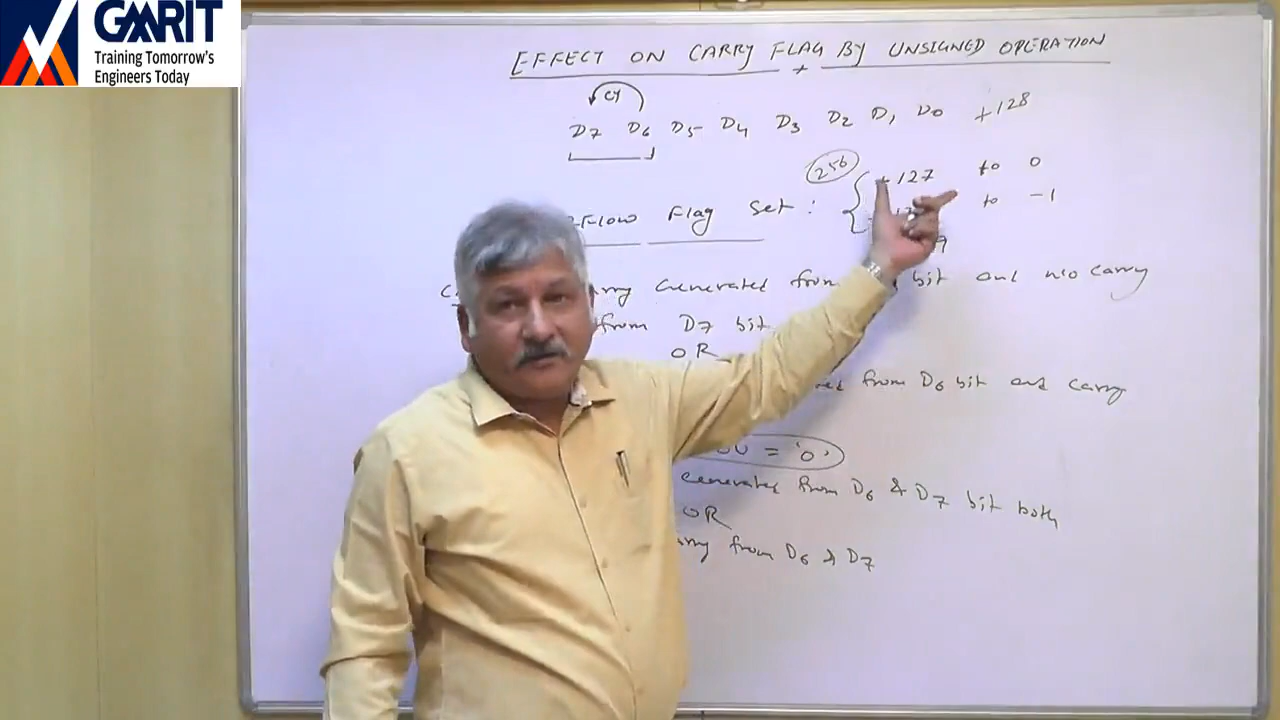 GMRIT
Training Tomorrow's
Engineers Today
EFFECT ON CARRY FLAG BY UNSIGNED OPERATION
CY
D7 D6 D5 D4 D3 D2 D1 D0 +128
256 +127 to 0
to -1
FLOW Flag Set :
Generated from bit and no carry
from D7 bit
OR
from D6 bit and carry
= '0'
Generated from D6 & D7 bit both
OR
from D6 & D7